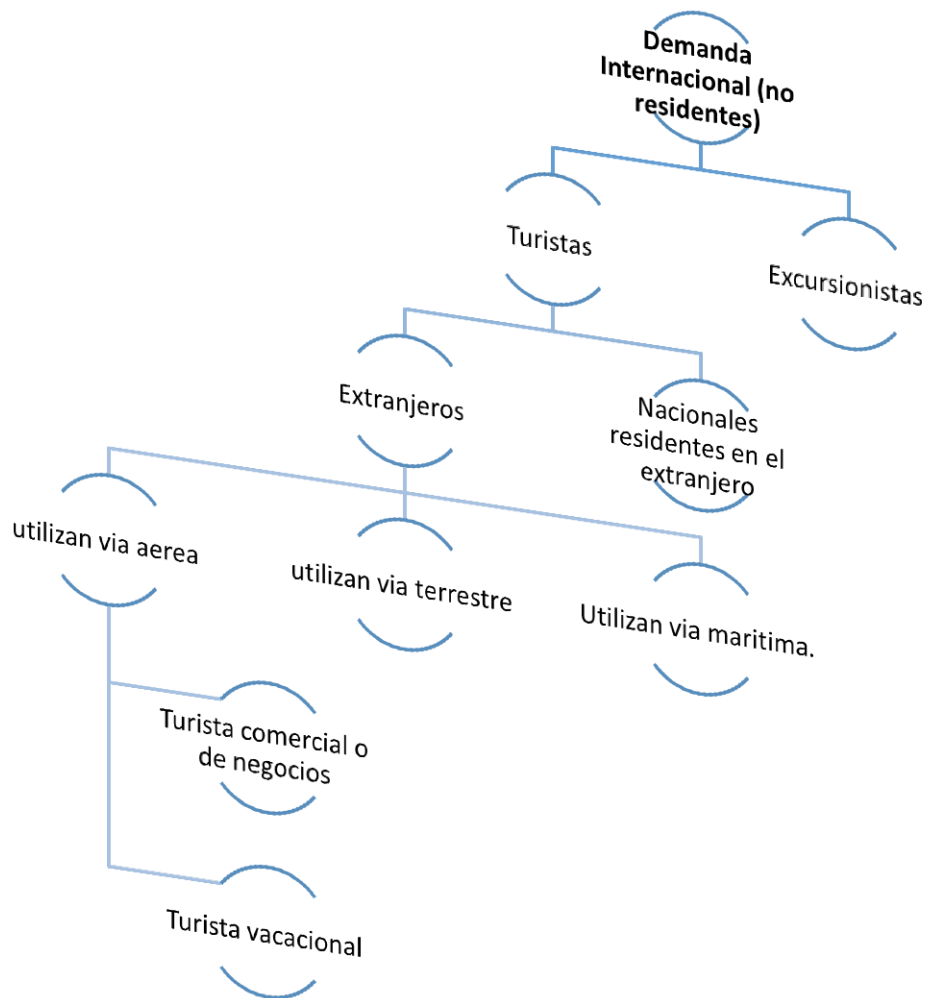 Demanda
Internacional (no
residentes)
Turistas
Excursionistas
Extranjeros
Nacionales
residentes en el
extranjero
utilizan via aerea
utilizan via terrestre
Utilizan via maritima.
Turista comercial o
de negocios
Turista vacacional